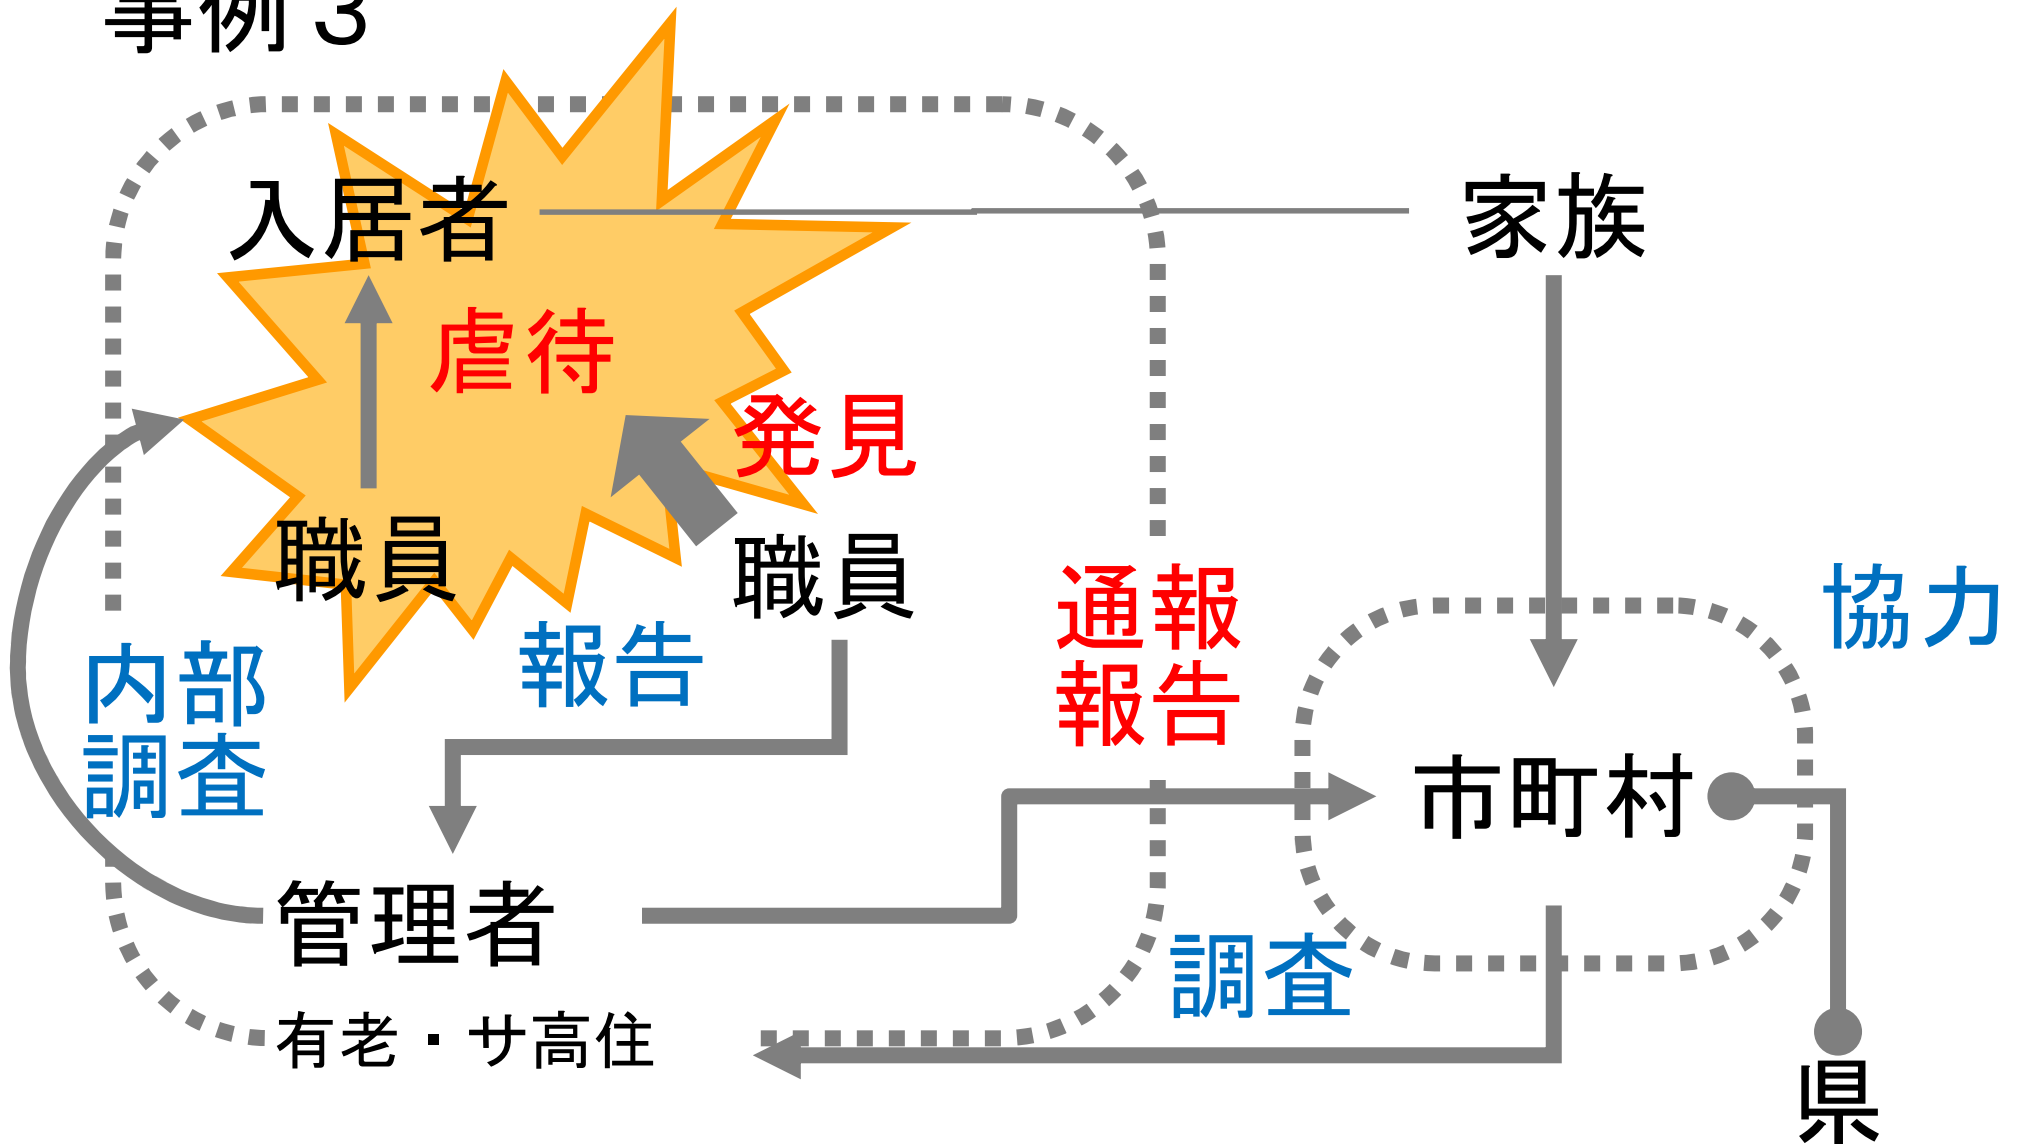 事例３
入居者
家族
虐待
発見
職員
職員
通報
報告
協力
報告
内部
調査
市町村
管理者
調査
有老・サ高住
県